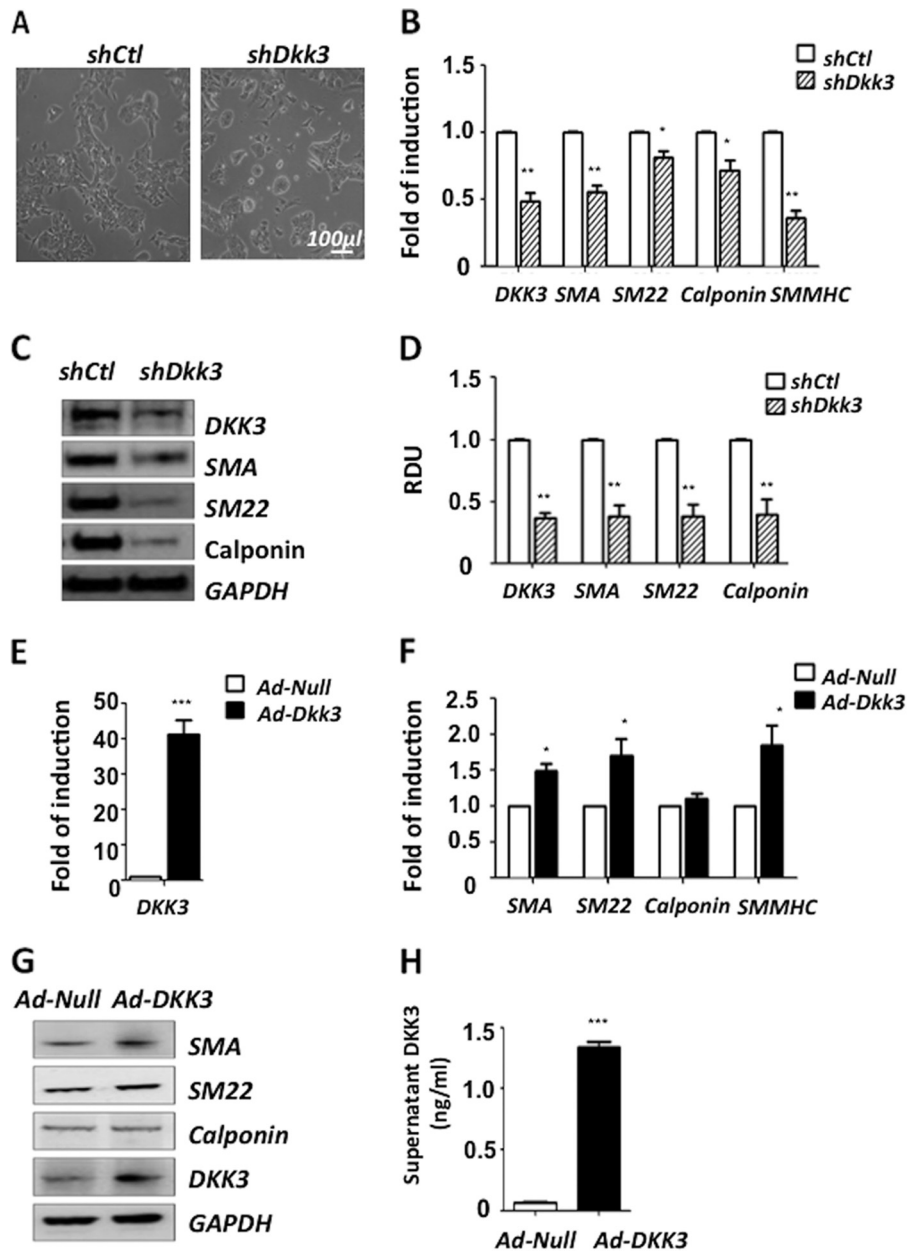 A
shCtl
shDkk3
100µl
B
shCtl
shDkk3
Fold of induction
1.5
1.0
0.5
0
**
**
*
*
**
DKK3
SMA
SM22
Calponin
SMMHC
C
shCtl
shDkk3
DKK3
SMA
SM22
Calponin
GAPDH
D
shCtl
shDkk3
RDU
1.5
1.0
0.5
0
**
**
**
**
DKK3
SMA
SM22
Calponin
E
Ad-Null
Ad-Dkk3
Fold of induction
50
40
30
20
10
0
***
DKK3
F
Ad-Null
Ad-Dkk3
Fold of induction
2.5
2.0
1.5
1.0
0.5
0
*
*
*
SMA
SM22
Calponin
SMMHC
G
Ad-Null
Ad-DKK3
SMA
SM22
Calponin
DKK3
GAPDH
H
Supernatant DKK3
(ng/ml)
1.5
1.0
1.5
0
***
Ad-Null
Ad-DKK3